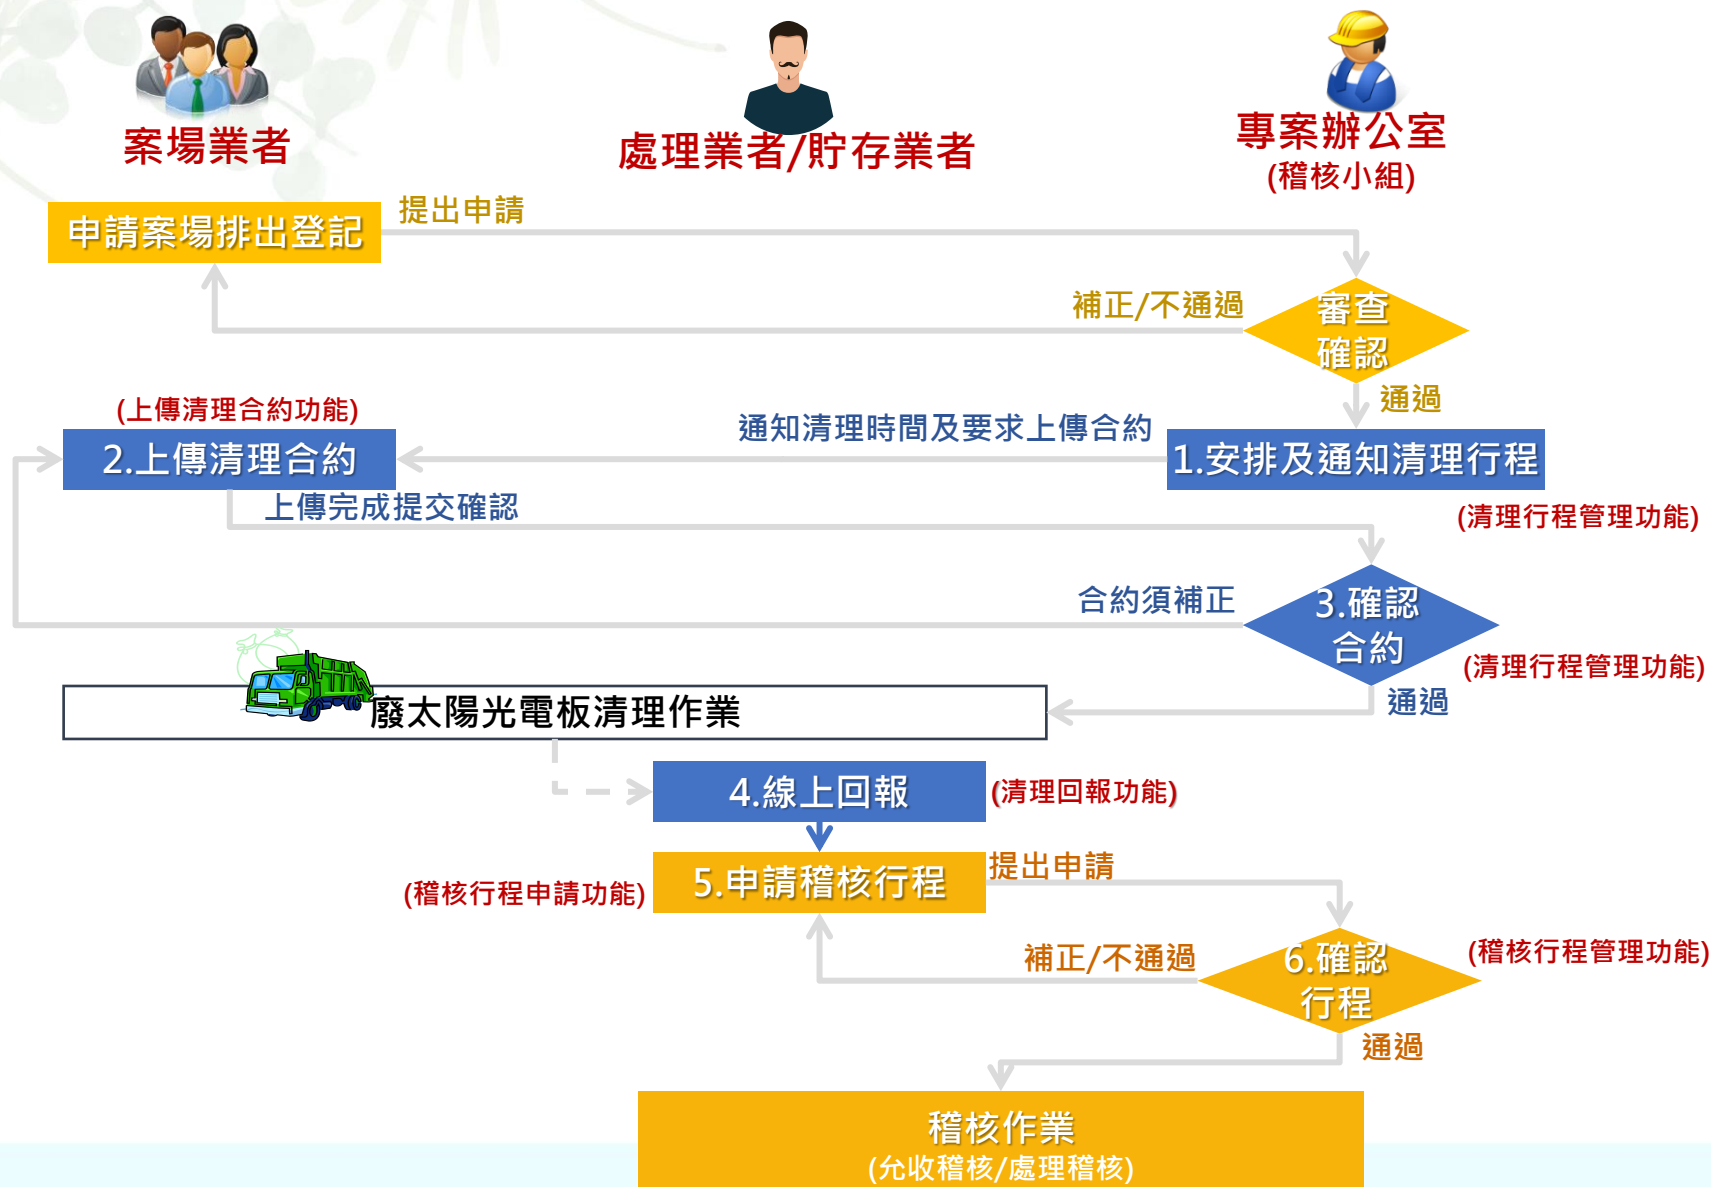 案場業者
處理業者/貯存業者
專案辦公室
(稽核小組)
申請案場排出登記
提出申請
補正/不通過
審查
確認
通過
(上傳清理合約功能)
2.上傳清理合約
通知清理時間及要求上傳合約
1.安排及通知清理行程
(清理行程管理功能)
上傳完成提交確認
合約須補正
3.確認
合約
(清理行程管理功能)
通過
廢太陽光電板清理作業
4.線上回報
(清理回報功能)
(稽核行程申請功能)
5.申請稽核行程
提出申請
補正/不通過
6.確認
行程
(稽核行程管理功能)
通過
稽核作業
(允收稽核/處理稽核)